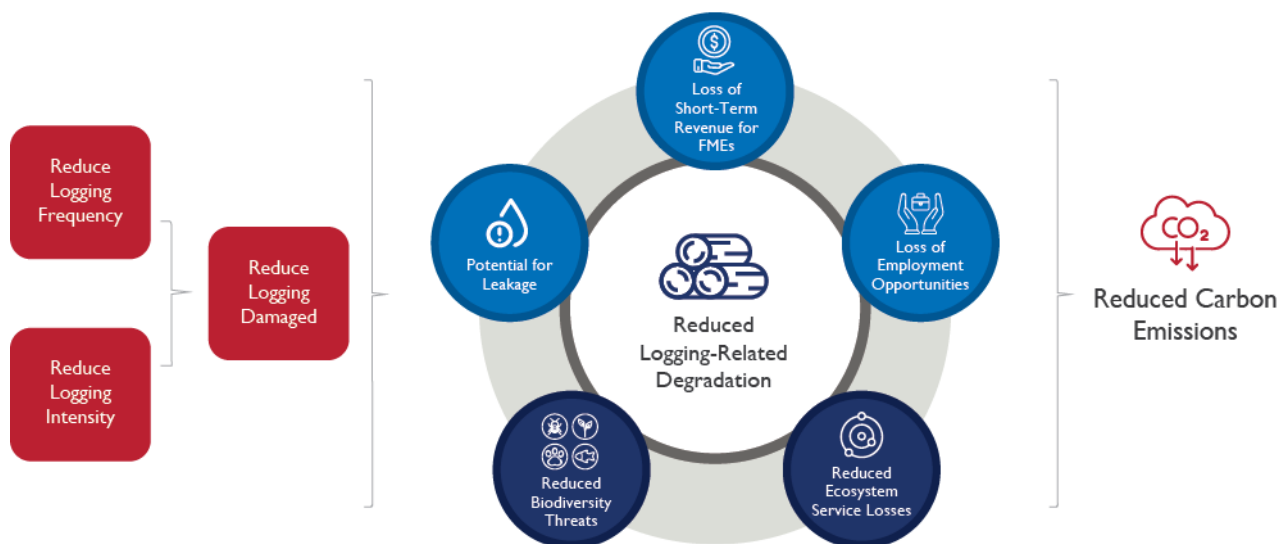 Reduce
Logging
Frequency
Reduce
Logging
Intensity
Reduce
Logging
Damaged
$
Loss of
Short-Term
Revenue for
FMEs
Potential for
Leakage
Loss of
Employment
Opportunities
Reduced
Logging-Related
Degradation
Reduced
Biodiversity
Threats
Reduced
Ecosystem
Service Losses
CO₂
Reduced Carbon
Emissions